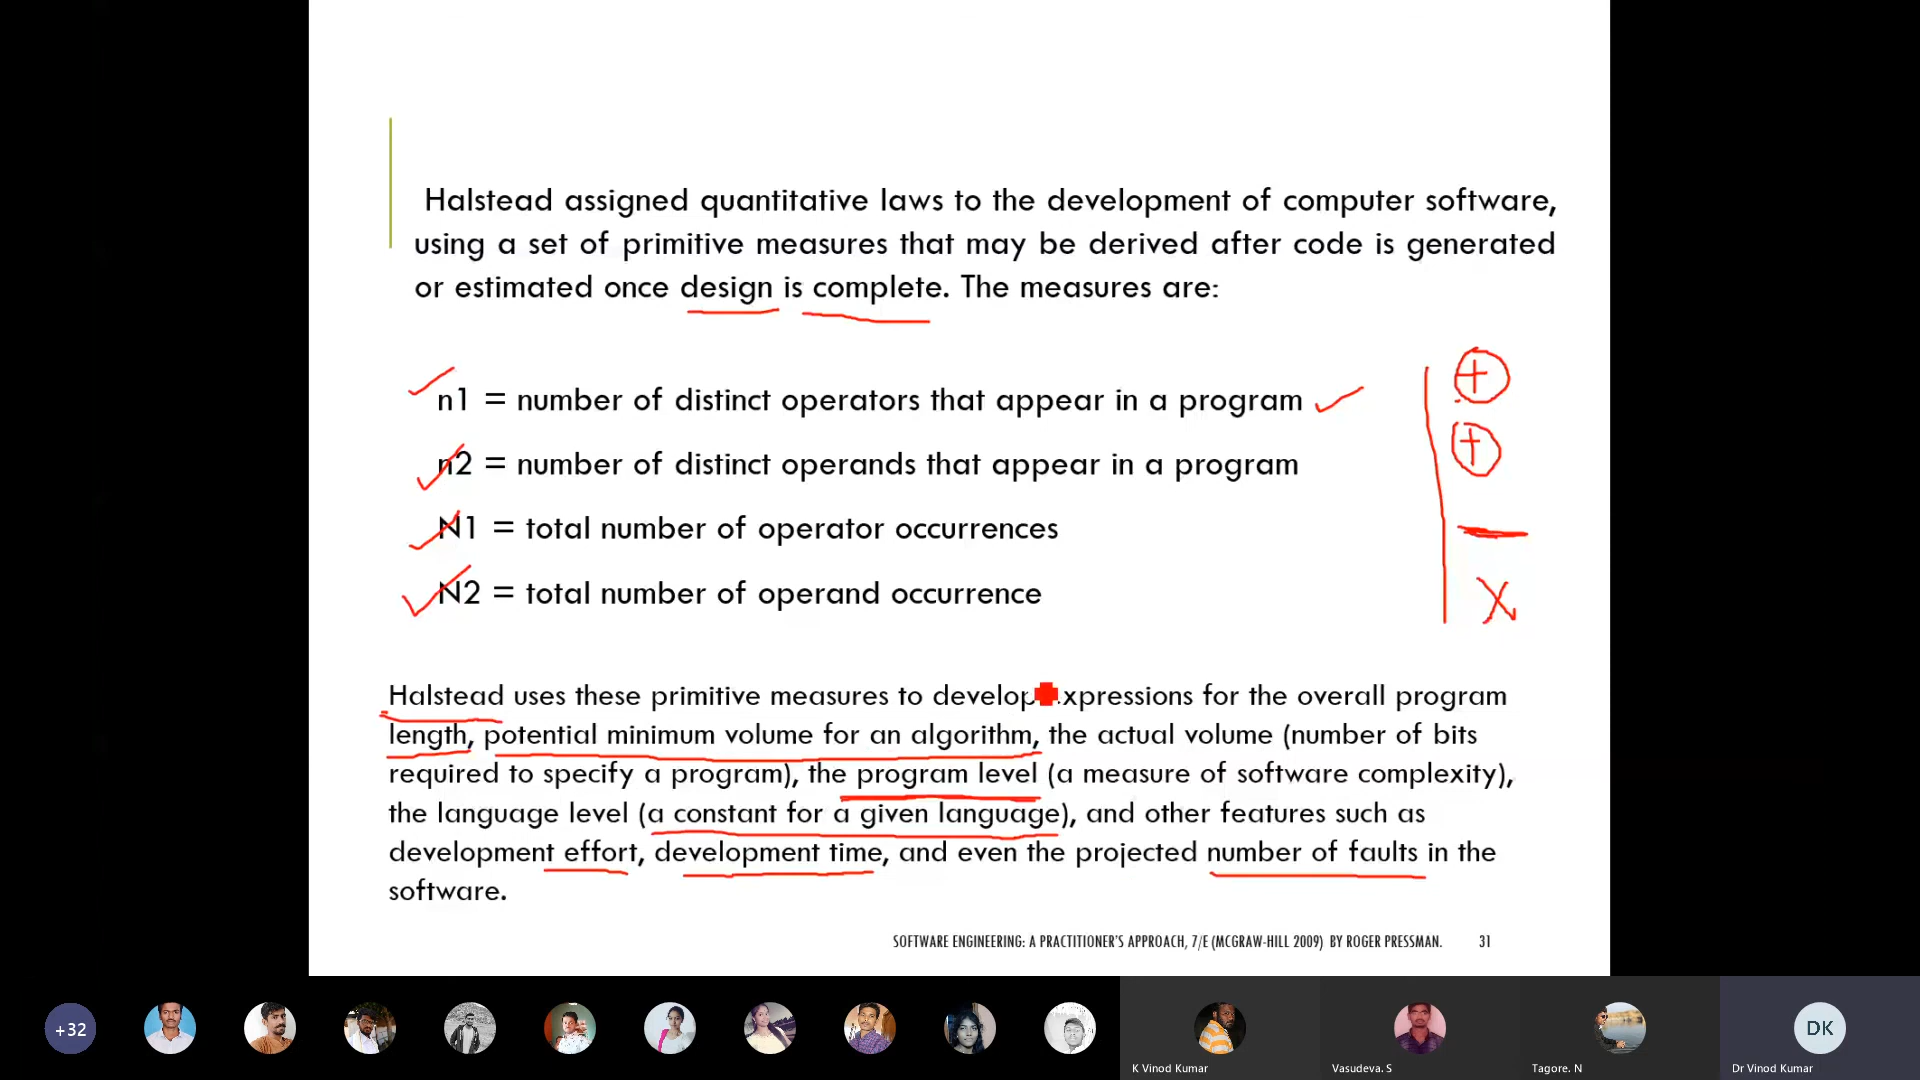 Halstead assigned quantitative laws to the development of computer software,
using a set of primitive measures that may be derived after code is generated
or estimated once design is complete. The measures are:
n1 = number of distinct operators that appear in a program
+
n2 = number of distinct operands that appear in a program
+
N1 = total number of operator occurrences
—
N2 = total number of operand occurrence
X
Halstead uses these primitive measures to develop xpressions for the overall program
length, potential minimum volume for an algorithm, the actual volume (number of bits
required to specify a program), the program level (a measure of software complexity),
the language level (a constant for a given language), and other features such as
development effort, development time, and even the projected number of faults in the
software.
SOFTWARE ENGINEERING: A PRACTITIONER'S APPROACH, 7/E (MCGRAW-HILL 2009) BY ROGER PRESSMAN. 31
+32
DK
K Vinod Kumar
Vasudeva. S
Tagore. N
Dr Vinod Kumar